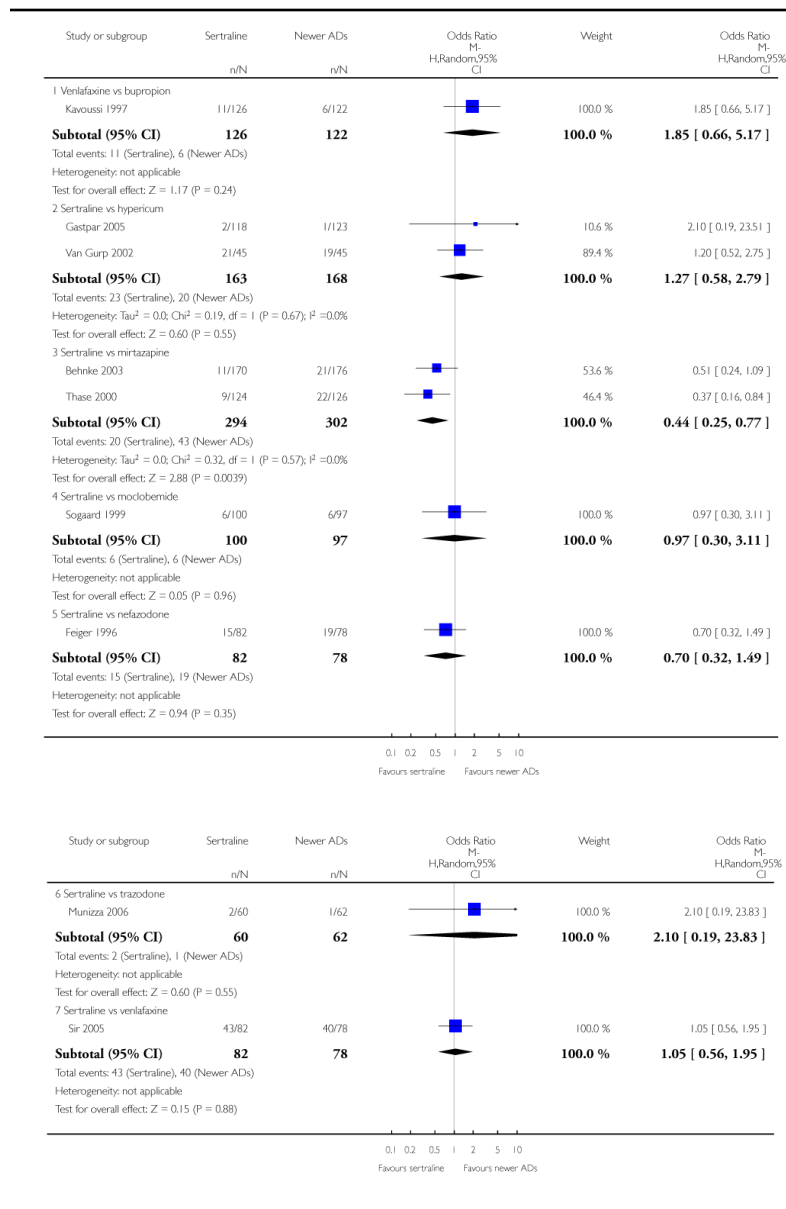 Study or subgroup Sertraline Newer ADs Odds Ratio Weight Odds Ratio
M- M-
H,Random,95% H,Random,95%
n/N n/N CI CI
1 Venlafaxine vs bupropion
Kavoussi 1997 11/126 6/122 100.0 % 1.85 [ 0.66, 5.17 ]
Subtotal (95% CI) 126 122 100.0 % 1.85 [ 0.66, 5.17 ]
Total events: 11 (Sertraline), 6 (Newer ADs)
Heterogeneity: not applicable
Test for overall effect: Z = 1.17 (P = 0.24)
2 Sertraline vs hypericum
Gastpar 2005 2/118 1/123 10.6 % 2.10 [ 0.19, 23.51 ]
Van Gurp 2002 21/45 19/45 89.4 % 1.20 [ 0.52, 2.75 ]
Subtotal (95% CI) 163 168 100.0 % 1.27 [ 0.58, 2.79 ]
Total events: 23 (Sertraline), 20 (Newer ADs)
Heterogeneity: Tau² = 0.0; Chi² = 0.19, df = 1 (P = 0.67); I² =0.0%
Test for overall effect: Z = 0.60 (P = 0.55)
3 Sertraline vs mirtazapine
Behnke 2003 11/170 21/176 53.6 % 0.51 [ 0.24, 1.09 ]
Thase 2000 9/124 22/126 46.4 % 0.37 [ 0.16, 0.84 ]
Subtotal (95% CI) 294 302 100.0 % 0.44 [ 0.25, 0.77 ]
Total events: 20 (Sertraline), 43 (Newer ADs)
Heterogeneity: Tau² = 0.0; Chi² = 0.32, df = 1 (P = 0.57); I² =0.0%
Test for overall effect: Z = 2.88 (P = 0.0039)
4 Sertraline vs moclobemide
Sogaard 1999 6/100 6/97 100.0 % 0.97 [ 0.30, 3.11 ]
Subtotal (95% CI) 100 97 100.0 % 0.97 [ 0.30, 3.11 ]
Total events: 6 (Sertraline), 6 (Newer ADs)
Heterogeneity: not applicable
Test for overall effect: Z = 0.05 (P = 0.96)
5 Sertraline vs nefazodone
Feiger 1996 15/82 19/78 100.0 % 0.70 [ 0.32, 1.49 ]
Subtotal (95% CI) 82 78 100.0 % 0.70 [ 0.32, 1.49 ]
Total events: 15 (Sertraline), 19 (Newer ADs)
Heterogeneity: not applicable
Test for overall effect: Z = 0.94 (P = 0.35)
0.1 0.2 0.5 1 2 5 10
Favours sertraline Favours newer ADs
Study or subgroup Sertraline Newer ADs Odds Ratio Weight Odds Ratio
M- M-
H,Random,95% H,Random,95%
n/N n/N CI CI
6 Sertraline vs trazodone
Munizza 2006 2/60 1/62 100.0 % 2.10 [ 0.19, 23.83 ]
Subtotal (95% CI) 60 62 100.0 % 2.10 [ 0.19, 23.83 ]
Total events: 2 (Sertraline), 1 (Newer ADs)
Heterogeneity: not applicable
Test for overall effect: Z = 0.60 (P = 0.55)
7 Sertraline vs venlafaxine
Sir 2005 43/82 40/78 100.0 % 1.05 [ 0.56, 1.95 ]
Subtotal (95% CI) 82 78 100.0 % 1.05 [ 0.56, 1.95 ]
Total events: 43 (Sertraline), 40 (Newer ADs)
Heterogeneity: not applicable
Test for overall effect: Z = 0.15 (P = 0.88)
0.1 0.2 0.5 1 2 5 10
Favours sertraline Favours newer ADs